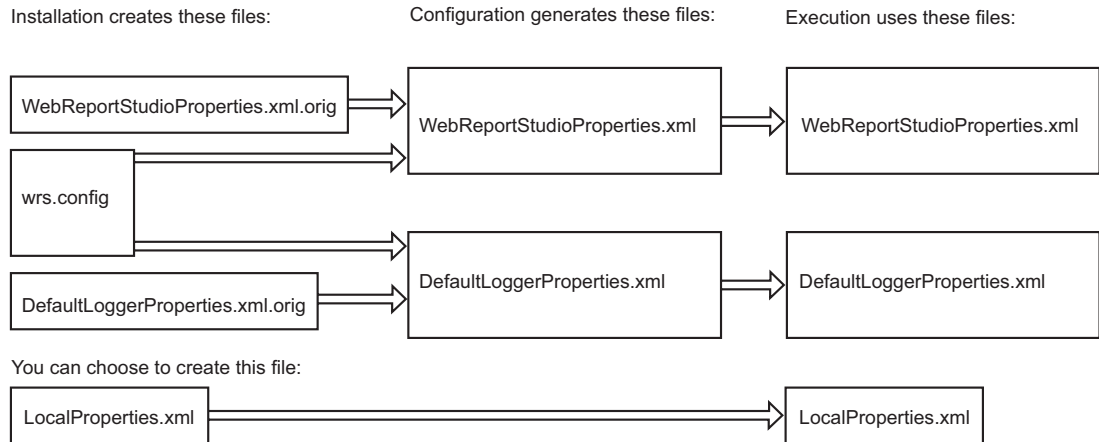 Installation creates these files:
Configuration generates these files:
Execution uses these files:
WebReportStudioProperties.xml.orig
WebReportStudioProperties.xml
WebReportStudioProperties.xml
wrs.config
DefaultLoggerProperties.xml.orig
DefaultLoggerProperties.xml
DefaultLoggerProperties.xml
You can choose to create this file:
LocalProperties.xml
LocalProperties.xml